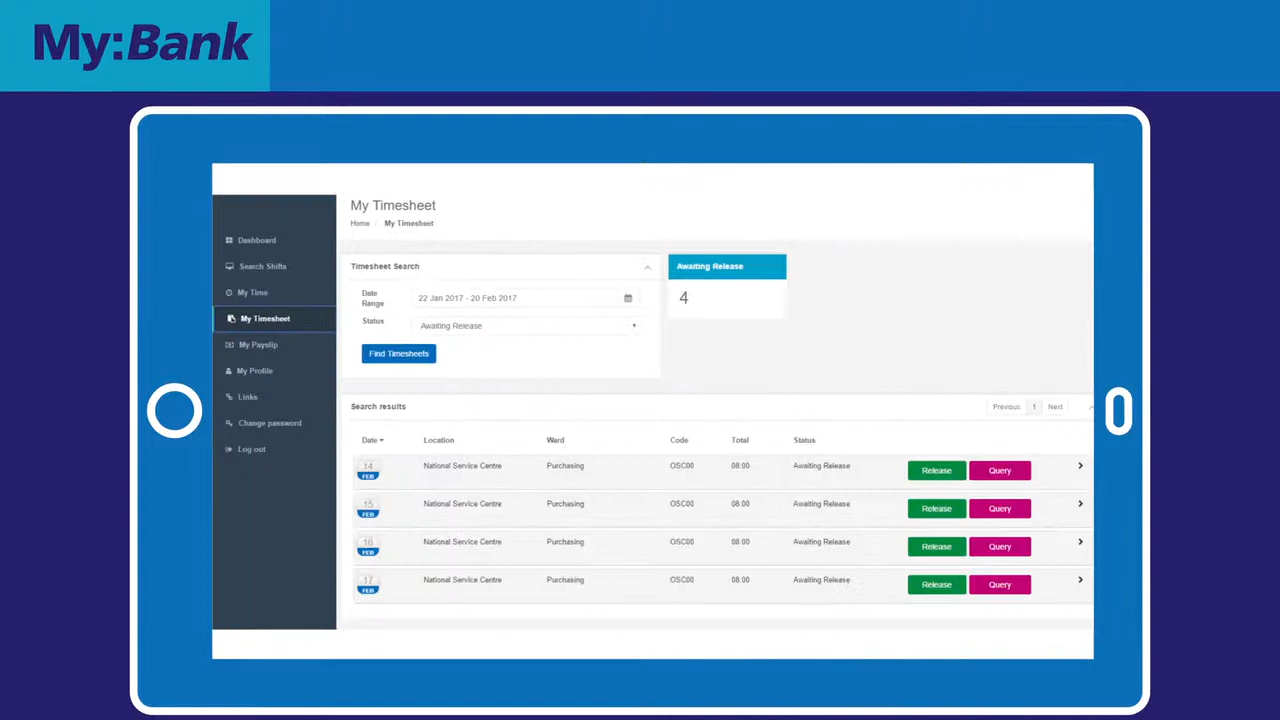 My:Bank
My Timesheet
Home / My Timesheet
Dashboard
Search Shifts
My Time
My Timesheet
My Payslip
My Profile
Links
Change password
Log out
Timesheet Search
Date Range
22 Jan 2017 - 20 Feb 2017
Status
Awaiting Release
Find Timesheets
Awaiting Release
4
Search results
Previous 1 Next
Date Location Ward Code Total Status
14 FEB National Service Centre Purchasing OSC00 08:00 Awaiting Release Release Query
15 FEB National Service Centre Purchasing OSC00 08:00 Awaiting Release Release Query
16 FEB National Service Centre Purchasing OSC00 08:00 Awaiting Release Release Query
17 FEB National Service Centre Purchasing OSC00 08:00 Awaiting Release Release Query